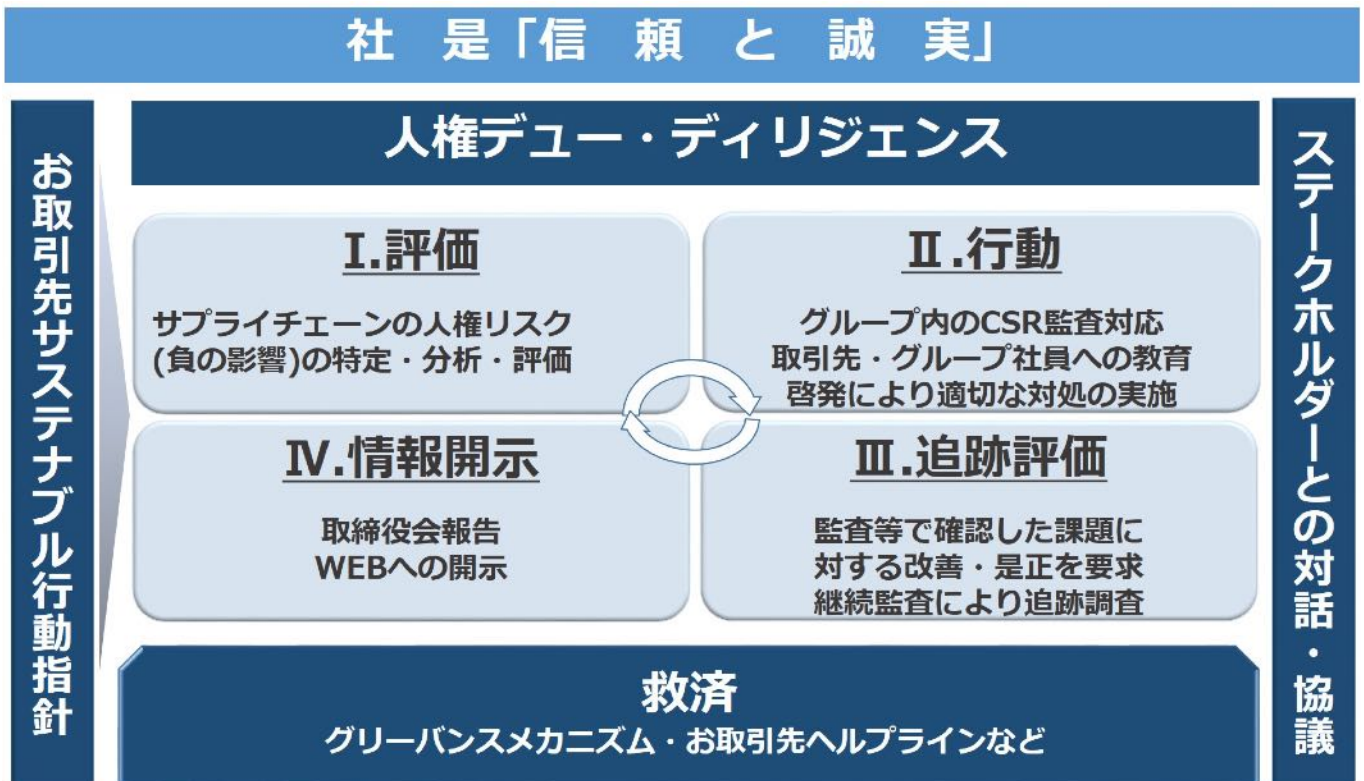 社 是「信 頼 と 誠 実」
お取引先サステナブル行動指針
人権デュー・ディリジェンス
Ⅰ.評価
サプライチェーンの人権リスク
(負の影響)の特定・分析・評価
Ⅱ.行動
グループ内のCSR監査対応
取引先・グループ社員への教育
啓発により適切な対処の実施
Ⅳ.情報開示
取締役会報告
WEBへの開示
Ⅲ.追跡評価
監査等で確認した課題に
対する改善・是正を要求
継続監査により追跡調査
救済
グリーバンスメカニズム・お取引先ヘルプラインなど
ステークホルダーとの対話・協議